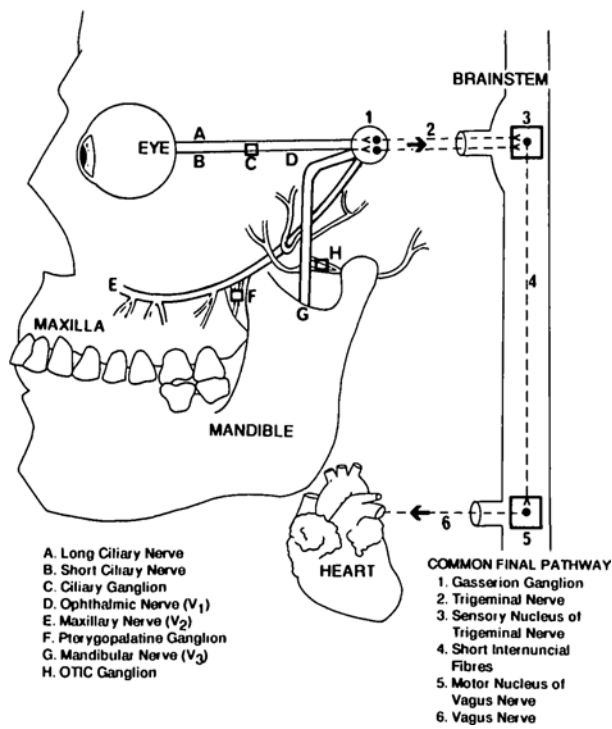 BRAINSTEM
1
2
3
A
EYE
B
C
D
H
4
E
F
G
MAXILLA
MANDIBLE
6
5
HEART
A. Long Ciliary Nerve
B. Short Ciliary Nerve
C. Ciliary Ganglion
D. Ophthalmic Nerve (V₁)
E. Maxillary Nerve (V₂)
F. Pterygopalatine Ganglion
G. Mandibular Nerve (V₃)
H. OTIC Ganglion
COMMON FINAL PATHWAY
1. Gasserion Ganglion
2. Trigeminal Nerve
3. Sensory Nucleus of
Trigeminal Nerve
4. Short Internuncial
Fibres
5. Motor Nucleus of
Vagus Nerve
6. Vagus Nerve